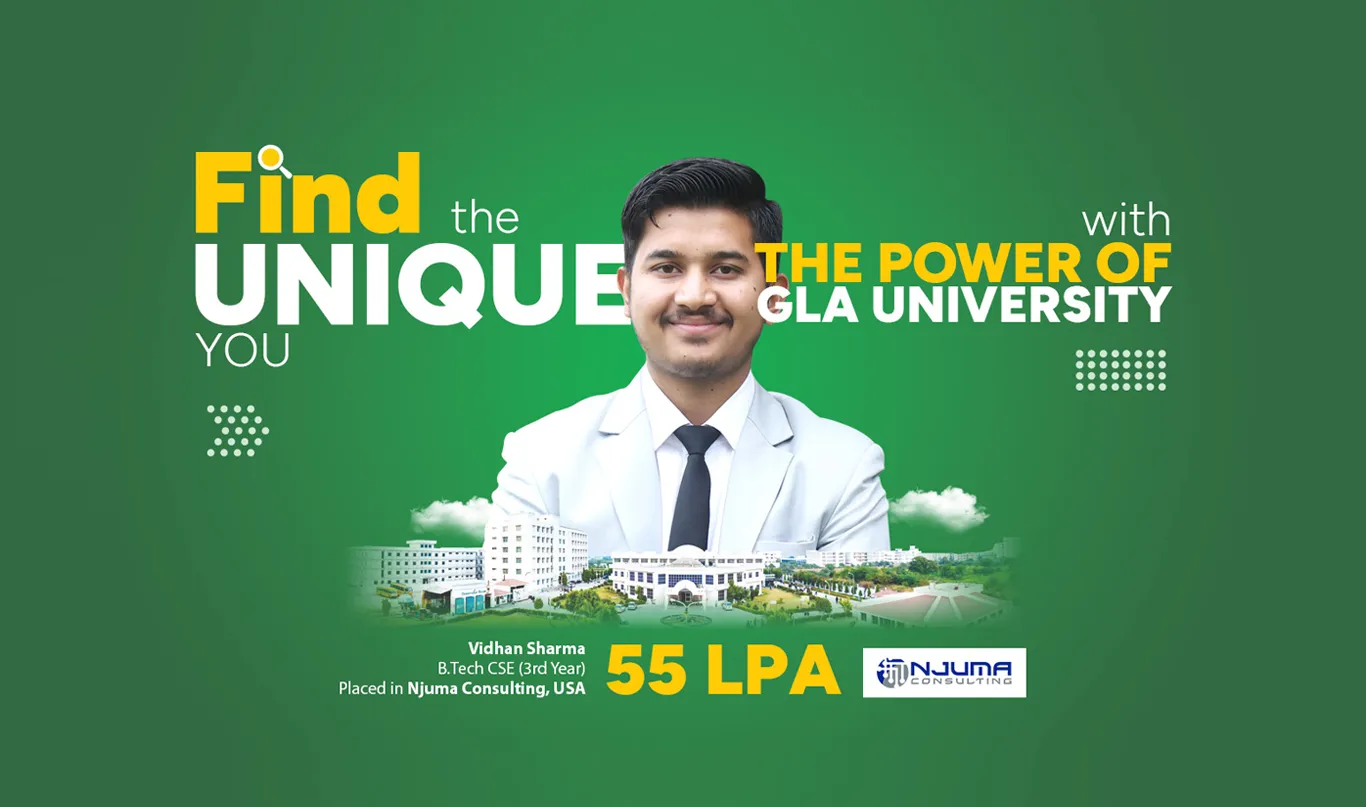 Find the
UNIQUE
YOU
with
THE POWER OF
GLA UNIVERSITY
Vidhan Sharma
B.Tech CSE (3rd Year)
Placed in Njuma Consulting, USA
55 LPA
NJUMA
CONSULTING